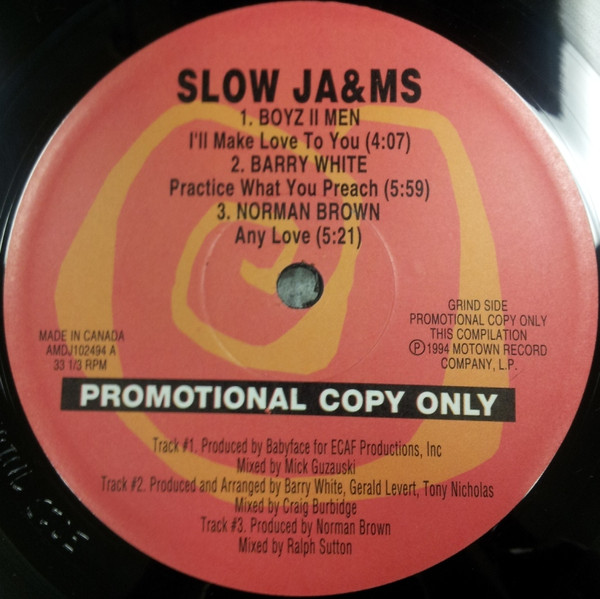 SLOW JA&MS
1. BOYZ II MEN
I'll Make Love To You (4:07)
2. BARRY WHITE
Practice What You Preach (5:59)
3. NORMAN BROWN
Any Love (5:21)
MADE IN CANADA
AMDJ102494 A
33 1/3 RPM
GRIND SIDE
PROMOTIONAL COPY ONLY
THIS COMPILATION
Ⓟ 1994 MOTOWN RECORD
COMPANY, L.P.
PROMOTIONAL COPY ONLY
Track #1. Produced by Babyface for ECAF Productions, Inc
Mixed by Mick Guzauski
Track #2. Produced and Arranged by Barry White, Gerald Levert, Tony Nicholas
Mixed by Craig Burbidge
Track #3. Produced by Norman Brown
Mixed by Ralph Sutton